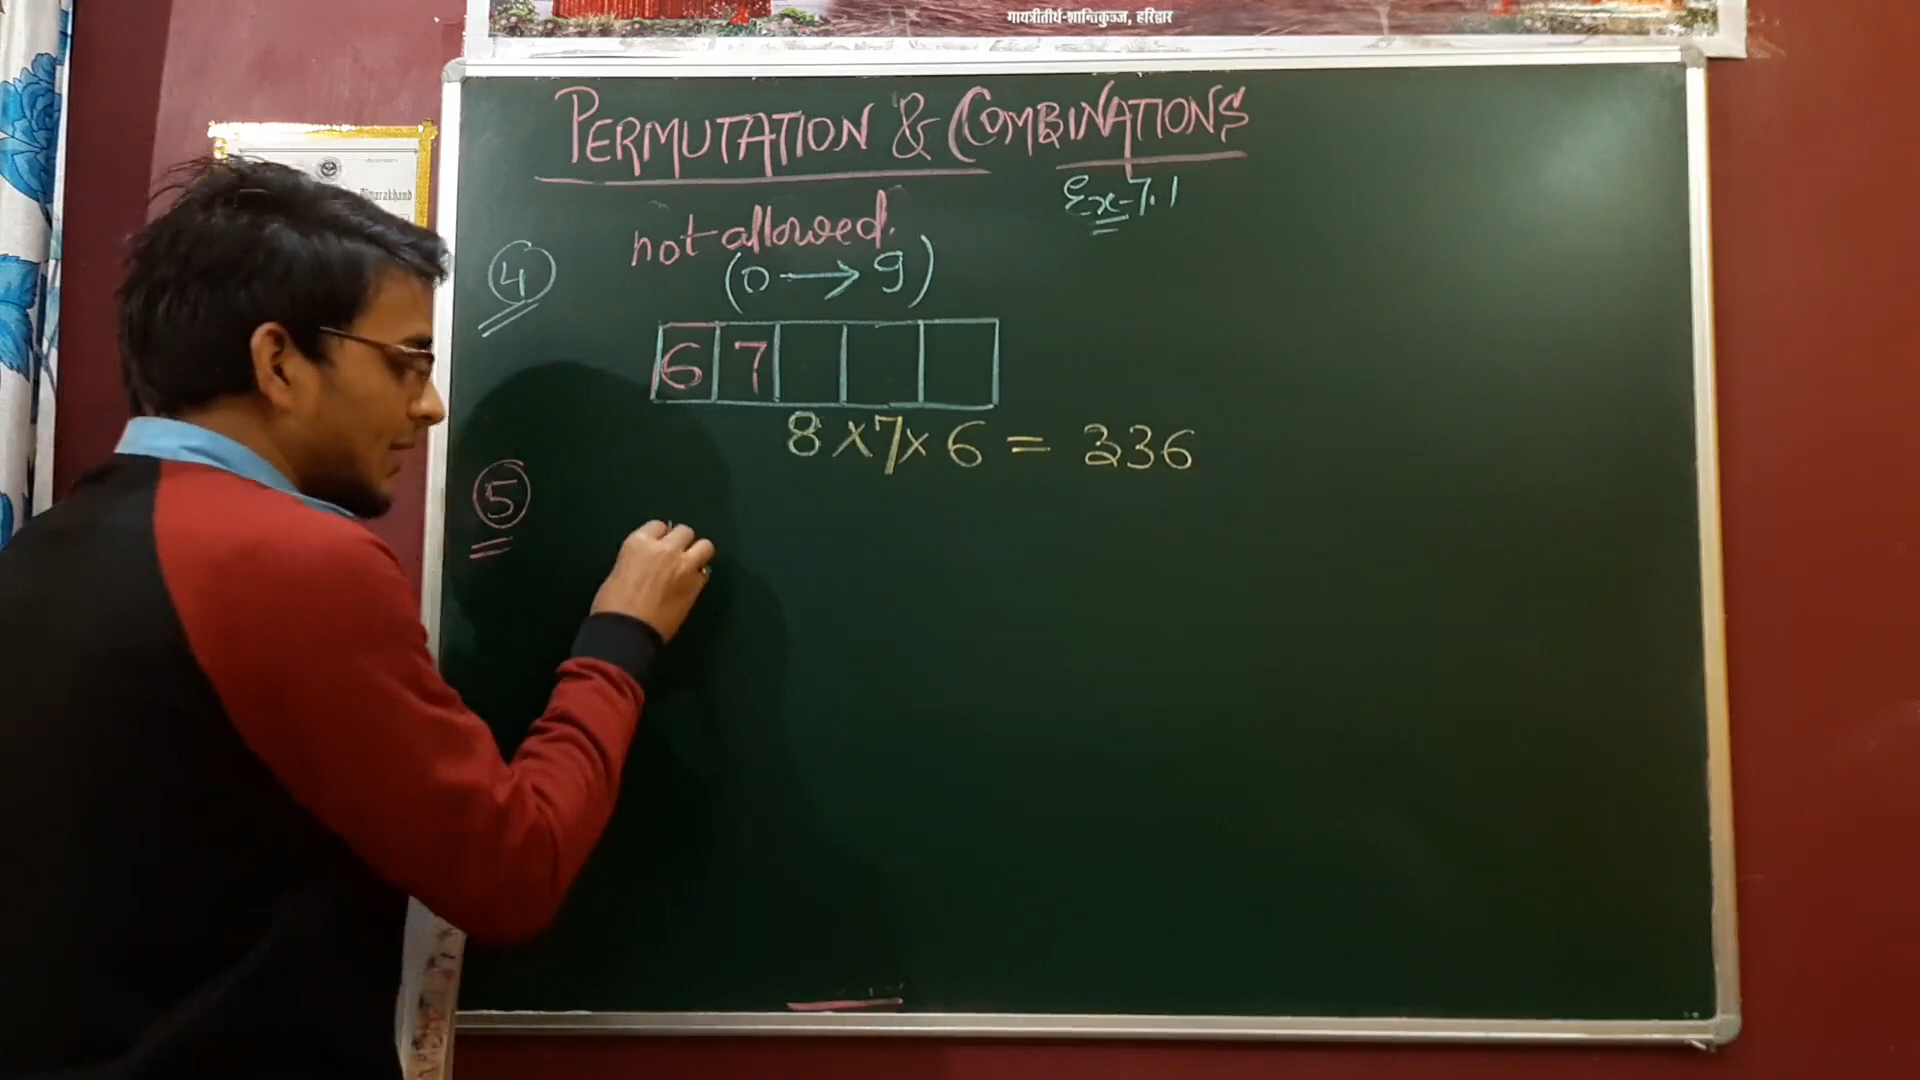 गायत्रीतीर्थ-शान्तिकुञ्ज, हरिद्वार
PERMUTATION & COMBINATIONS
Ex-7.1
not allowed.
4
(0 → 9)
6 7
8 x 7 x 6 = 336
5